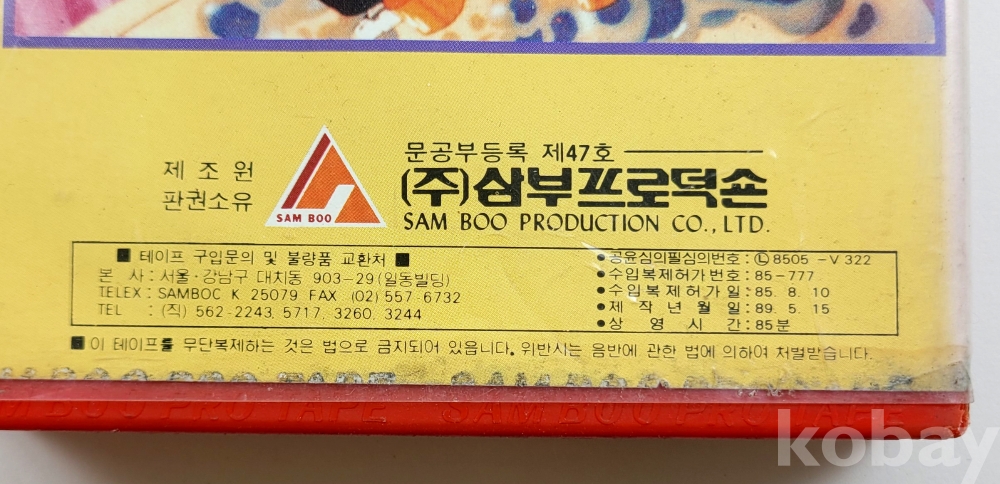 제조원
판권소유
SAM BOO
문공부등록 제47호
(주)삼부프로덕숀
SAM BOO PRODUCTION CO., LTD.
■ 테이프 구입문의 및 불량품 교환처 ■
본 사 : 서울·강남구 대치동 903-29 (일동빌딩)
TELEX : SAMBOC K 25079 FAX (02) 557-6732
TEL : (직) 562-2243, 5717, 3260, 3244
●공윤심의필심의번호 : Ⓛ 8505-V 322
●수입복제허가번호 : 85-777
●수입복제허가일 : 85. 8. 10
●제작년월일 : 89. 5. 15
●상영시간 : 85분
■ 이 테이프를 무단복제하는 것은 법으로 금지되어 있읍니다. 위반시는 음반에 관한 법에 의하여 처벌받습니다.
BOO PRO TAPE SAM BOO PRO TAPE
kobay